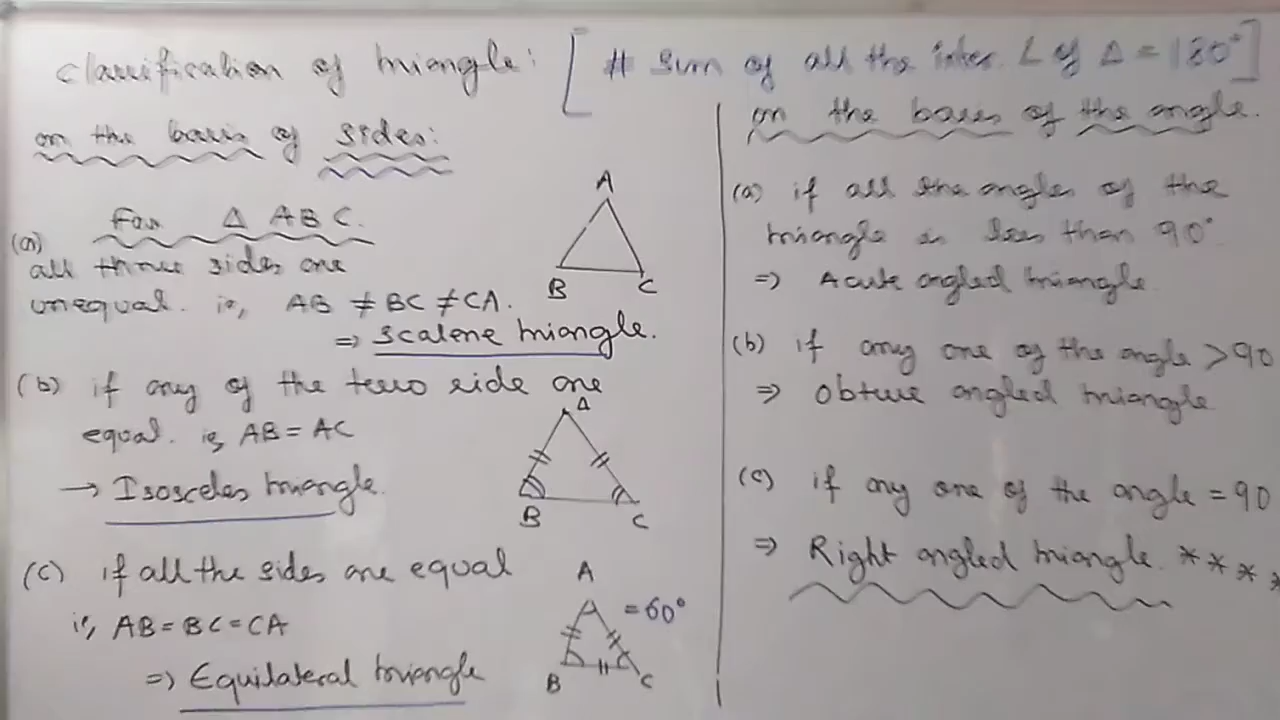 Classification of triangle: [ # Sum of all the inter. ∠ of Δ = 180° ]
on the basis of sides:
For Δ ABC.
(a) all three sides are
unequal. ie, AB ≠ BC ≠ CA.
⇒ Scalene triangle.
A
B C
(b) if any of the two side are
equal. ie, AB = AC
→ Isosceles triangle.
A
B C
(c) if all the sides are equal
ie, AB = BC = CA
⇒ Equilateral triangle
A
= 60°
B C
on the bases of the angle.
(a) if all the angles of the
triangle is less than 90°
⇒ Acute angled triangle.
(b) if any one of the angle > 90
⇒ Obtuse angled triangle
(c) if any one of the angle = 90
⇒ Right angled triangle. ****